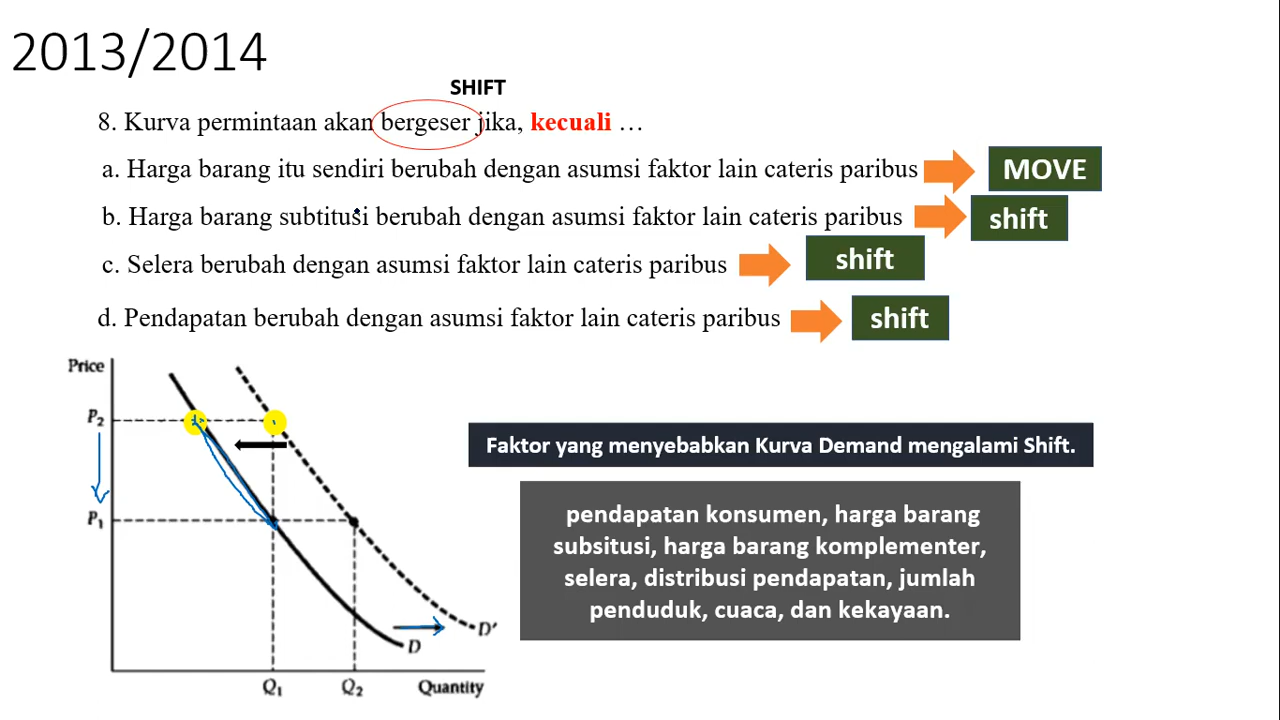 2013/2014
SHIFT
8. Kurva permintaan akan bergeser jika, kecuali …
a. Harga barang itu sendiri berubah dengan asumsi faktor lain cateris paribus
MOVE
b. Harga barang subtitusi berubah dengan asumsi faktor lain cateris paribus
shift
c. Selera berubah dengan asumsi faktor lain cateris paribus
shift
d. Pendapatan berubah dengan asumsi faktor lain cateris paribus
shift
Price
P2
P1
D'
D
Q1
Q2
Quantity
Faktor yang menyebabkan Kurva Demand mengalami Shift.
pendapatan konsumen, harga barang
subsitusi, harga barang komplementer,
selera, distribusi pendapatan, jumlah
penduduk, cuaca, dan kekayaan.